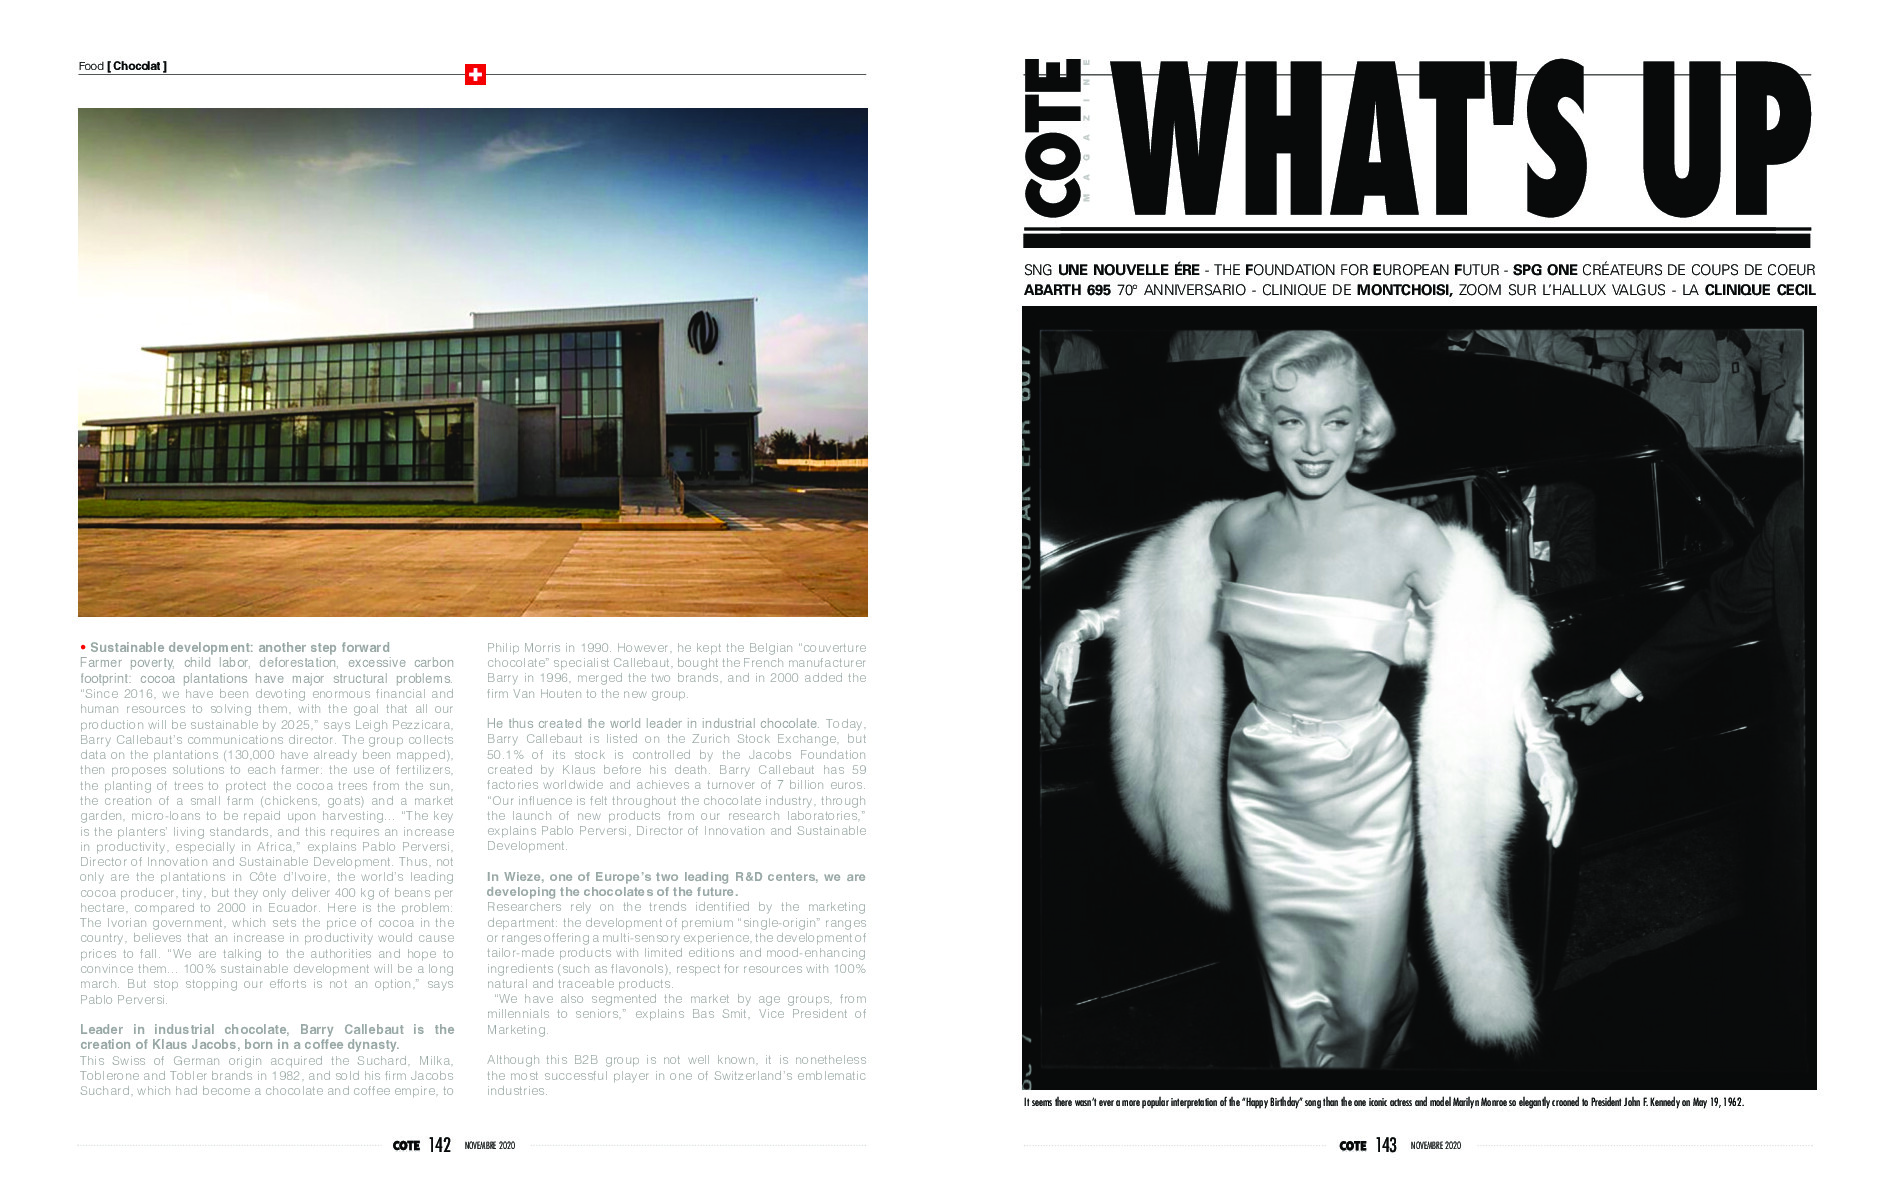 Food [ Chocolat ]
• Sustainable development: another step forward
Farmer poverty, child labor, deforestation, excessive carbon
footprint: cocoa plantations have major structural problems.
“Since 2016, we have been devoting enormous financial and
human resources to solving them, with the goal that all our
production will be sustainable by 2025,” says Leigh Pezzicara,
Barry Callebaut’s communications director. The group collects
data on the plantations (130,000 have already been mapped),
then proposes solutions to each farmer: the use of fertilizers,
the planting of trees to protect the cocoa trees from the sun,
the creation of a small farm (chickens, goats) and a market
garden, micro-loans to be repaid upon harvesting... “The key
is the planters’ living standards, and this requires an increase
in productivity, especially in Africa,” explains Pablo Perversi,
Director of Innovation and Sustainable Development. Thus, not
only are the plantations in Côte d’Ivoire, the world’s leading
cocoa producer, tiny, but they only deliver 400 kg of beans per
hectare, compared to 2000 in Ecuador. Here is the problem:
The Ivorian government, which sets the price of cocoa in the
country, believes that an increase in productivity would cause
prices to fall. “We are talking to the authorities and hope to
convince them... 100% sustainable development will be a long
march. But stop stopping our efforts is not an option,” says
Pablo Perversi.
Leader in industrial chocolate, Barry Callebaut is the
creation of Klaus Jacobs, born in a coffee dynasty.
This Swiss of German origin acquired the Suchard, Milka,
Toblerone and Tobler brands in 1982, and sold his firm Jacobs
Suchard, which had become a chocolate and coffee empire, to
Philip Morris in 1990. However, he kept the Belgian “couverture
chocolate” specialist Callebaut, bought the French manufacturer
Barry in 1996, merged the two brands, and in 2000 added the
firm Van Houten to the new group.
He thus created the world leader in industrial chocolate. Today,
Barry Callebaut is listed on the Zurich Stock Exchange, but
50.1% of its stock is controlled by the Jacobs Foundation
created by Klaus before his death. Barry Callebaut has 59
factories worldwide and achieves a turnover of 7 billion euros.
“Our influence is felt throughout the chocolate industry, through
the launch of new products from our research laboratories,”
explains Pablo Perversi, Director of Innovation and Sustainable
Development.
In Wieze, one of Europe’s two leading R&D centers, we are
developing the chocolates of the future.
Researchers rely on the trends identified by the marketing
department: the development of premium “single-origin” ranges
or ranges offering a multi-sensory experience, the development of
tailor-made products with limited editions and mood-enhancing
ingredients (such as flavonols), respect for resources with 100%
natural and traceable products.
“We have also segmented the market by age groups, from
millennials to seniors,” explains Bas Smit, Vice President of
Marketing.
Although this B2B group is not well known, it is nonetheless
the most successful player in one of Switzerland’s emblematic
industries.
COTE 142 NOVEMBRE 2020
COTE
MAGAZINE
WHAT'S UP
SNG UNE NOUVELLE ÉRE - THE FOUNDATION FOR EUROPEAN FUTUR - SPG ONE CRÉATEURS DE COUPS DE COEUR
ABARTH 695 70° ANNIVERSARIO - CLINIQUE DE MONTCHOISI, ZOOM SUR L’HALLUX VALGUS - LA CLINIQUE CECIL
It seems there wasn’t ever a more popular interpretation of the “Happy Birthday” song than the one iconic actress and model Marilyn Monroe so elegantly crooned to President John F. Kennedy on May 19, 1962.
COTE 143 NOVEMBRE 2020